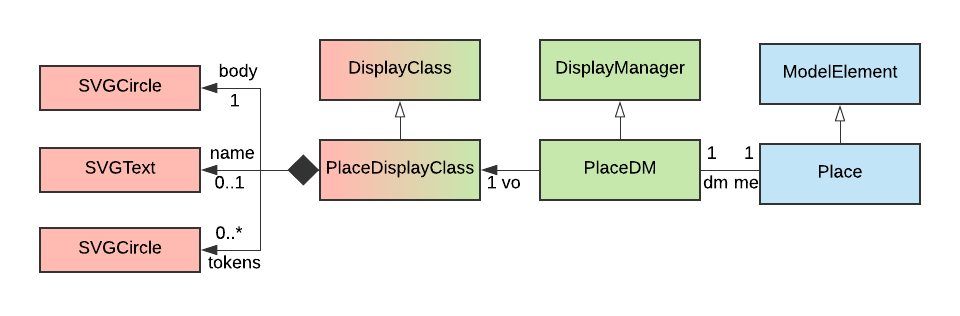 DisplayClass
DisplayManager
ModelElement
body
SVGCircle
1
name
SVGText
0..1
PlaceDisplayClass
1 vo
PlaceDM
1 1
dm me
Place
0..*
SVGCircle
tokens